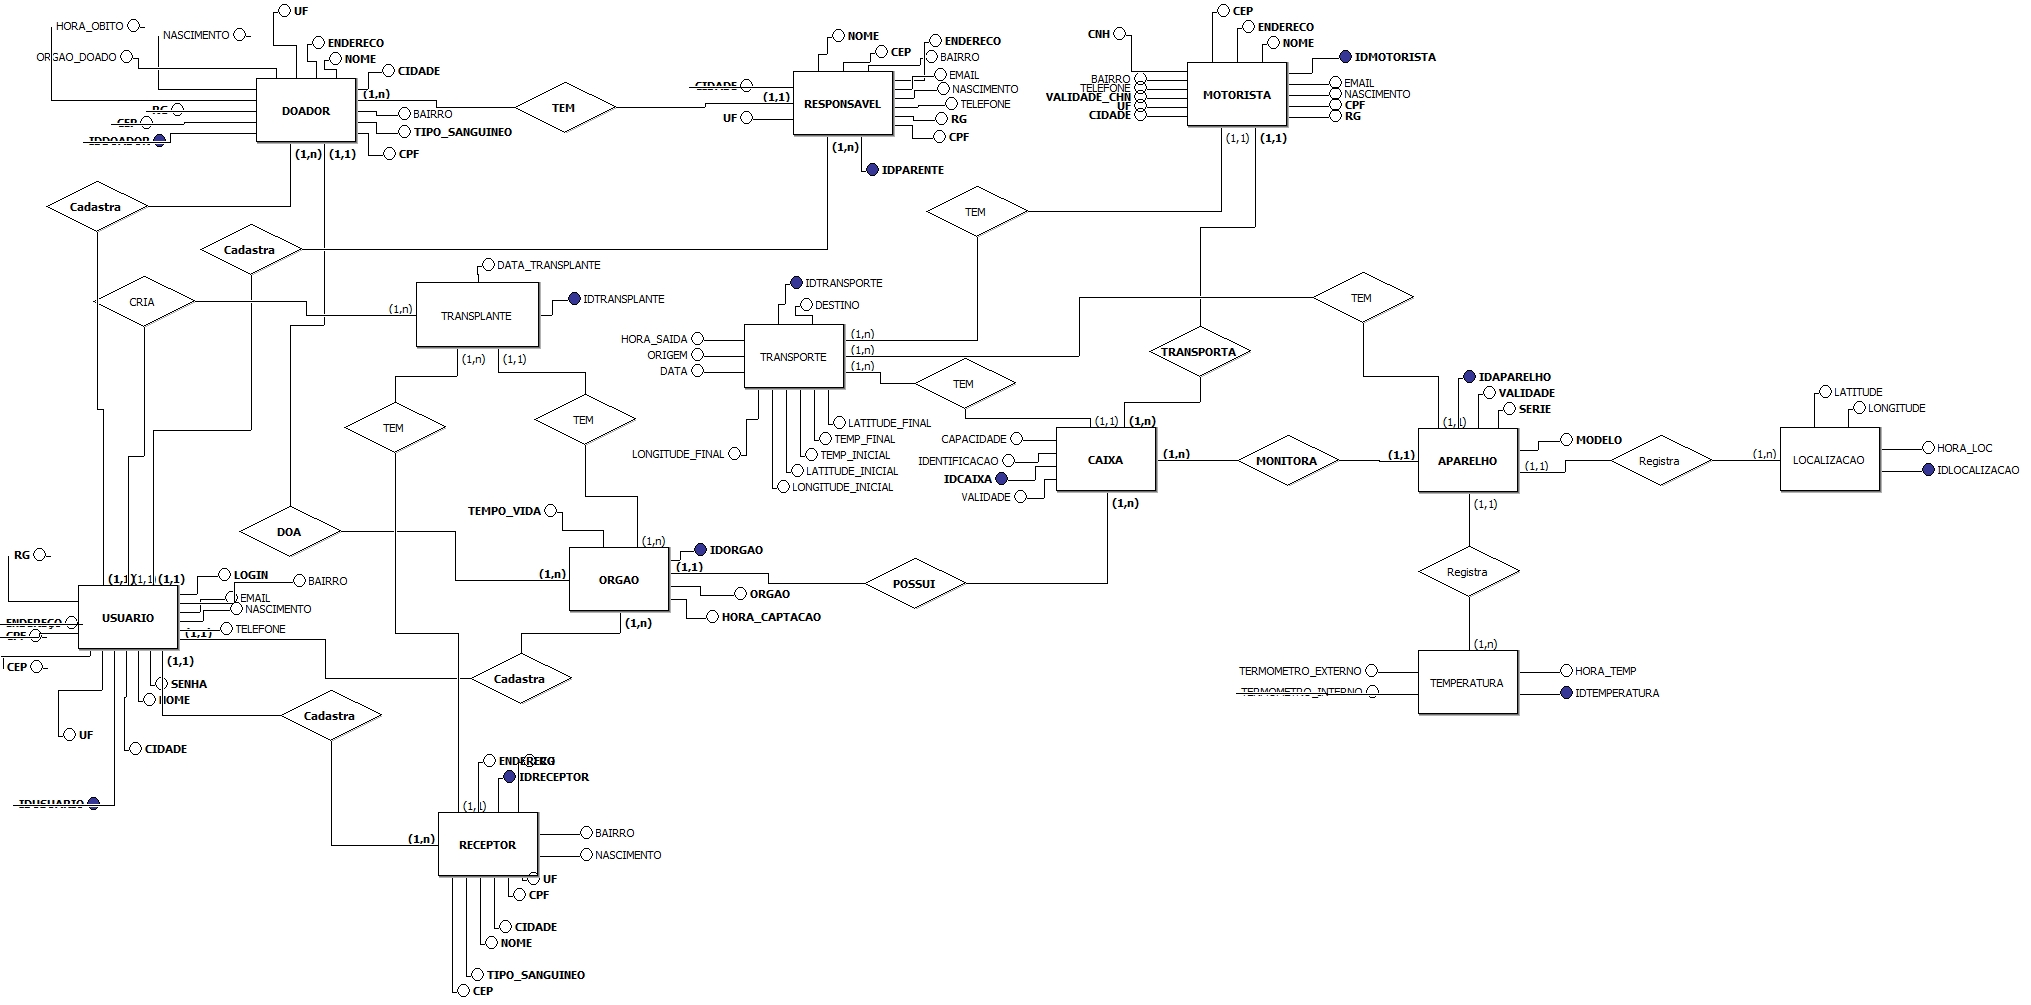 UF
HORA_OBITO
NASCIMENTO
ORGAO_DOADO
ENDERECO
NOME
CIDADE
(1,n)
DOADOR
BAIRRO
TIPO_SANGUINEO
CPF
RG
CEP
IDDOADOR
(1,n)
(1,1)
TEM
NOME
CEP
ENDERECO
BAIRRO
EMAIL
NASCIMENTO
TELEFONE
RG
CPF
CIDADE
(1,1)
UF
RESPONSAVEL
(1,n)
IDPARENTE
CEP
ENDERECO
NOME
CNH
IDMOTORISTA
BAIRRO
TELEFONE
VALIDADE_CHN
UF
CIDADE
MOTORISTA
EMAIL
NASCIMENTO
CPF
RG
(1,1)
(1,1)
Cadastra
Cadastra
TEM
CRIA
(1,n)
DATA_TRANSPLANTE
IDTRANSPLANTE
TRANSPLANTE
(1,n)
(1,1)
IDTRANSPORTE
DESTINO
HORA_SAIDA
ORIGEM
DATA
TRANSPORTE
(1,n)
(1,n)
(1,n)
TEM
TRANSPORTA
TEM
LATITUDE_FINAL
TEMP_FINAL
TEMP_INICIAL
LATITUDE_INICIAL
LONGITUDE_INICIAL
LONGITUDE_FINAL
TEM
TEM
IDAPARELHO
VALIDADE
SERIE
MODELO
(1,1)
(1,1)
(1,n)
CAPACIDADE
IDENTIFICACAO
IDCAIXA
VALIDADE
CAIXA
(1,n)
(1,n)
MONITORA
(1,1)
APARELHO
(1,1)
(1,1)
Registra
(1,n)
LATITUDE
LONGITUDE
LOCALIZACAO
HORA_LOC
IDLOCALIZACAO
DOA
TEMPO_VIDA
(1,n)
(1,n)
ORGAO
IDORGAO
(1,1)
ORGAO
HORA_CAPTACAO
(1,n)
POSSUI
Registra
(1,n)
TERMOMETRO_EXTERNO
TERMOMETRO_INTERNO
TEMPERATURA
HORA_TEMP
IDTEMPERATURA
RG
(1,1)
(1,1)
(1,1)
LOGIN
BAIRRO
EMAIL
NASCIMENTO
TELEFONE
USUARIO
ENDEREÇO
CPF
CEP
(1,1)
(1,1)
SENHA
NOME
UF
CIDADE
IDUSUARIO
Cadastra
Cadastra
ENDEREÇO
RG
IDRECEPTOR
(1,1)
(1,n)
RECEPTOR
BAIRRO
NASCIMENTO
UF
CPF
CIDADE
NOME
TIPO_SANGUINEO
CEP